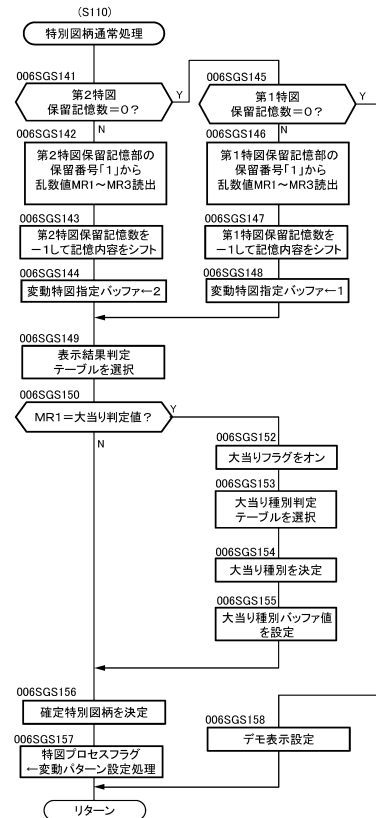 (S110)
特別図柄通常処理
006SGS141
第2特図
保留記憶数=0?
Y
N
006SGS145
第1特図
保留記憶数=0?
Y
N
006SGS142
第2特図保留記憶部の
保留番号「1」から
乱数値MR1～MR3読出
006SGS146
第1特図保留記憶部の
保留番号「1」から
乱数値MR1～MR3読出
006SGS143
第2特図保留記憶数を
－1して記憶内容をシフト
006SGS147
第1特図保留記憶数を
－1して記憶内容をシフト
006SGS144
変動特図指定バッファ←2
006SGS148
変動特図指定バッファ←1
006SGS149
表示結果判定
テーブルを選択
006SGS150
MR1=大当り判定値?
Y
N
006SGS152
大当りフラグをオン
006SGS153
大当り種別判定
テーブルを選択
006SGS154
大当り種別を決定
006SGS155
大当り種別バッファ値
を設定
006SGS156
確定特別図柄を決定
006SGS157
特図プロセスフラグ
←変動パターン設定処理
006SGS158
デモ表示設定
リターン